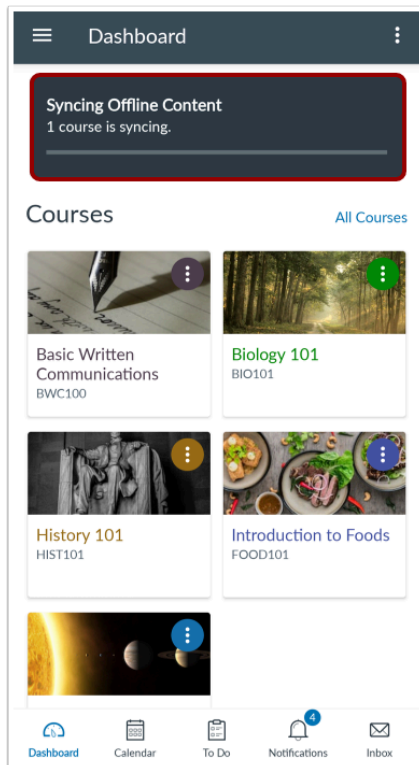 Dashboard
Syncing Offline Content
1 course is syncing.
Courses
All Courses
Basic Written
Communications
BWC100
Biology 101
BIO101
History 101
HIST101
Introduction to Foods
FOOD101
4
Dashboard
Calendar
To Do
Notifications
Inbox